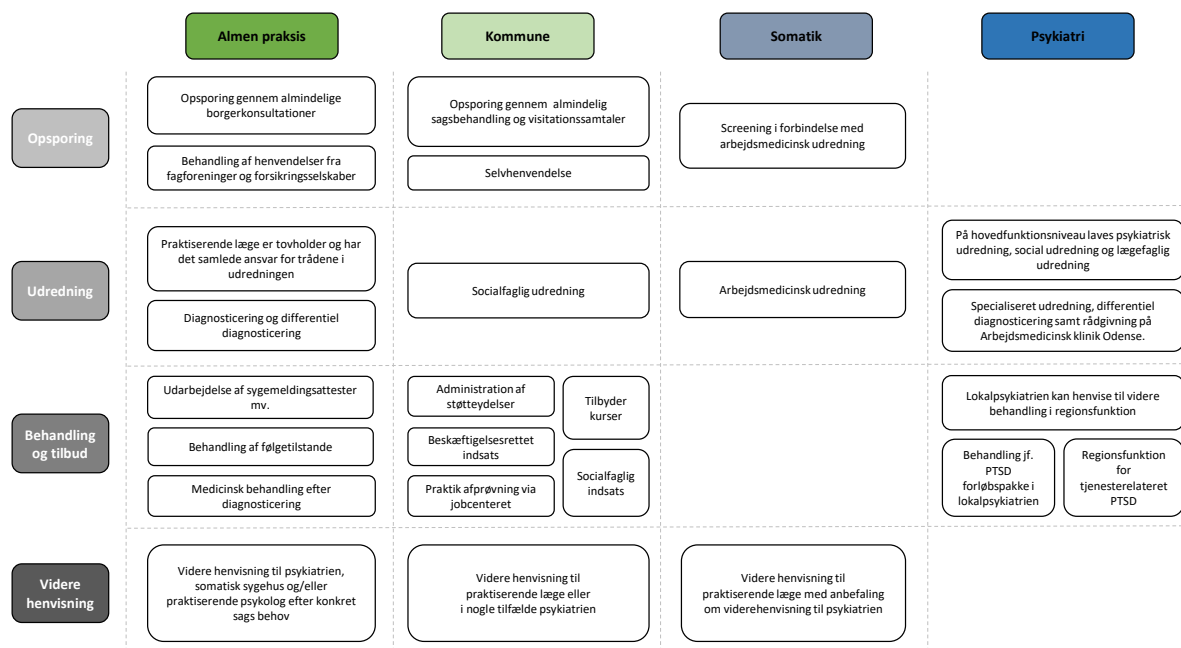 Almen praksis
Kommune
Somatik
Psykiatri
Opsporing
Opsporing gennem almindelige
borgerkonsultationer
Behandling af henvendelser fra
fagforeninger og forsikringsselskaber
Opsporing gennem almindelig
sagsbehandling og visitationssamtaler
Selvhenvendelse
Screening i forbindelse med
arbejdsmedicinsk udredning
Udredning
Praktiserende læge er tovholder og har
det samlede ansvar for trådene i
udredningen
Diagnosticering og differentiel
diagnosticering
Socialfaglig udredning
Arbejdsmedicinsk udredning
På hovedfunktionsniveau laves psykiatrisk
udredning, social udredning og lægefaglig
udredning
Specialiseret udredning, differentiel
diagnosticering samt rådgivning på
Arbejdsmedicinsk klinik Odense.
Behandling
og tilbud
Udarbejdelse af sygemeldingsattester
mv.
Behandling af følgetilstande
Medicinsk behandling efter
diagnosticering
Administration af
støtteydelser
Beskæftigelsesrettet
indsats
Praktik afprøvning via
jobcenteret
Tilbyder
kurser
Socialfaglig
indsats
Lokalpsykiatrien kan henvise til videre
behandling i regionsfunktion
Behandling jf.
PTSD
forløbspakke i
lokalpsykiatrien
Regionsfunktion
for
tjenesterelateret
PTSD
Videre
henvisning
Videre henvisning til psykiatrien,
somatisk sygehus og/eller
praktiserende psykolog efter konkret
sags behov
Videre henvisning til
praktiserende læge eller
i nogle tilfælde psykiatrien
Videre henvisning til
praktiserende læge med anbefaling
om viderehenvisning til psykiatrien